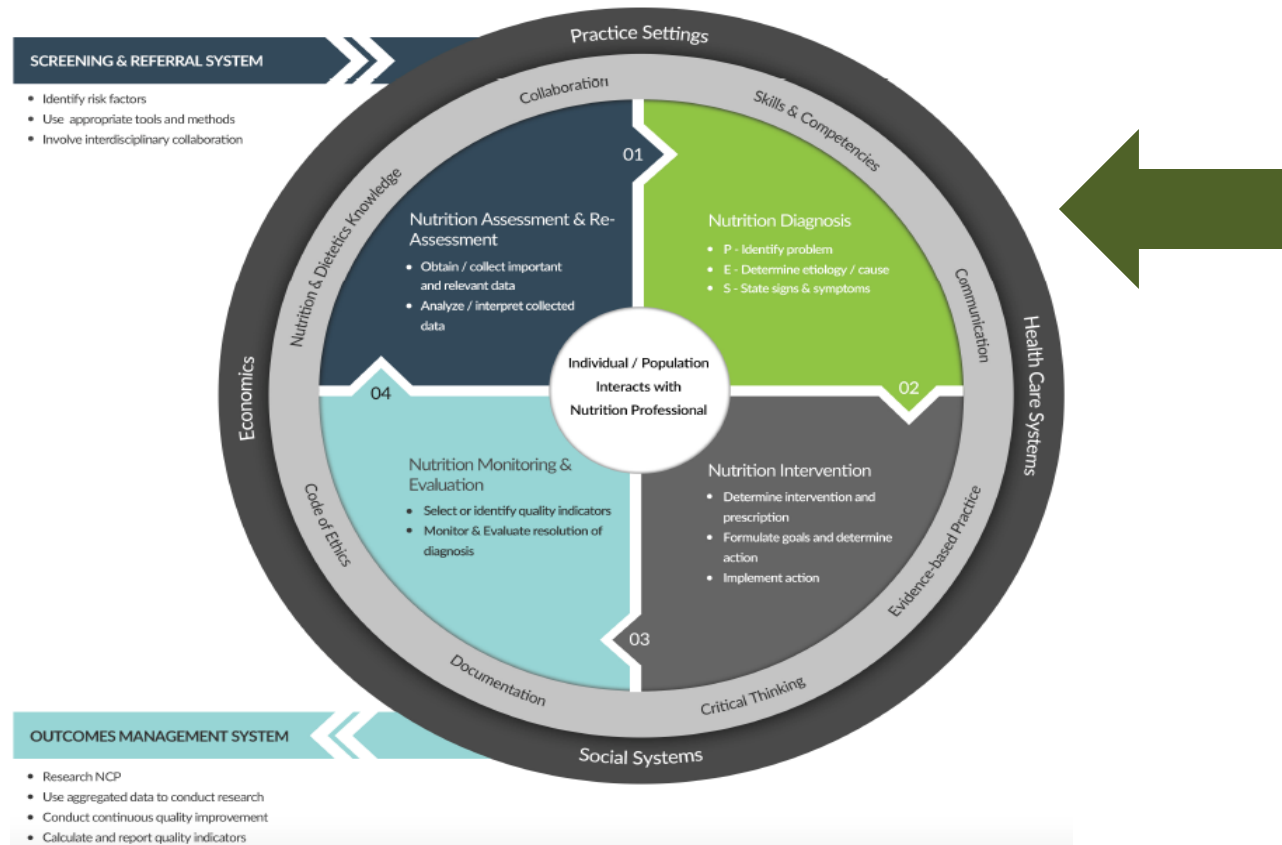 Practice Settings
SCREENING & REFERRAL SYSTEM
• Identify risk factors
• Use appropriate tools and methods
• Involve interdisciplinary collaboration
Collaboration
Skills & Competencies
Nutrition & Dietetics Knowledge
Communication
Economics
Health Care Systems
Code of Ethics
Evidence-based Practice
Documentation
Critical Thinking
Social Systems
01
Nutrition Assessment & Re-
Assessment
• Obtain / collect important
and relevant data
• Analyze / interpret collected
data
Nutrition Diagnosis
• P - Identify problem
• E - Determine etiology / cause
• S - State signs & symptoms
02
Individual / Population
Interacts with
Nutrition Professional
04
Nutrition Monitoring &
Evaluation
• Select or identify quality indicators
• Monitor & Evaluate resolution of
diagnosis
Nutrition Intervention
• Determine intervention and
prescription
• Formulate goals and determine
action
• Implement action
03
OUTCOMES MANAGEMENT SYSTEM
• Research NCP
• Use aggregated data to conduct research
• Conduct continuous quality improvement
• Calculate and report quality indicators